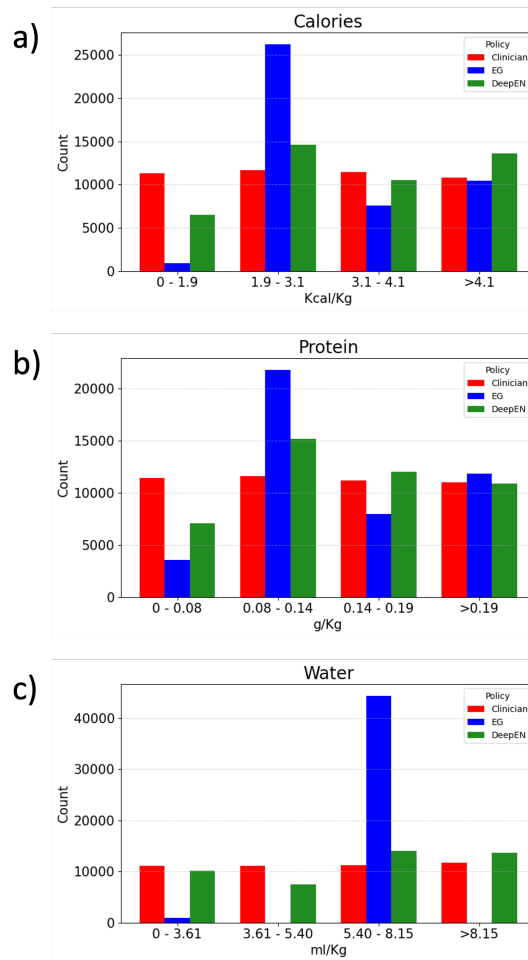 a)
Calories
Policy
Clinician
EG
DeepEN
25000
20000
15000
10000
5000
0
Count
0 - 1.9 1.9 - 3.1 3.1 - 4.1 >4.1
Kcal/Kg
b)
Protein
Policy
Clinician
EG
DeepEN
20000
15000
10000
5000
0
Count
0 - 0.08 0.08 - 0.14 0.14 - 0.19 >0.19
g/Kg
c)
Water
Policy
Clinician
EG
DeepEN
40000
30000
20000
10000
0
Count
0 - 3.61 3.61 - 5.40 5.40 - 8.15 >8.15
ml/Kg